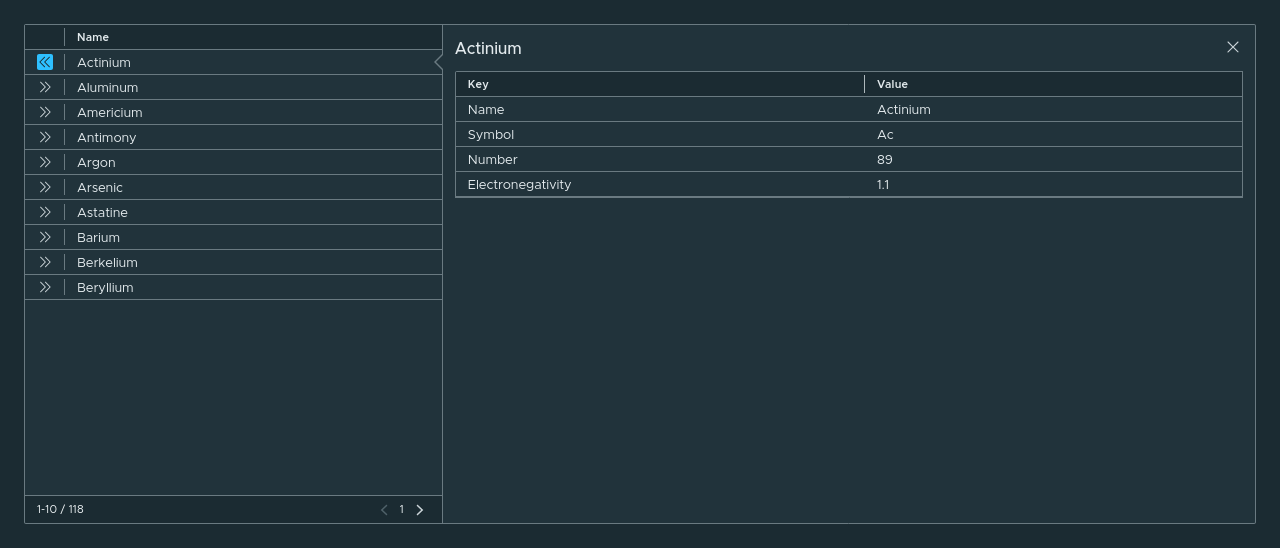 Name
Actinium
Aluminum
Americium
Antimony
Argon
Arsenic
Astatine
Barium
Berkelium
Beryllium
1-10 / 118
1
Actinium
Key Value
Name Actinium
Symbol Ac
Number 89
Electronegativity 1.1